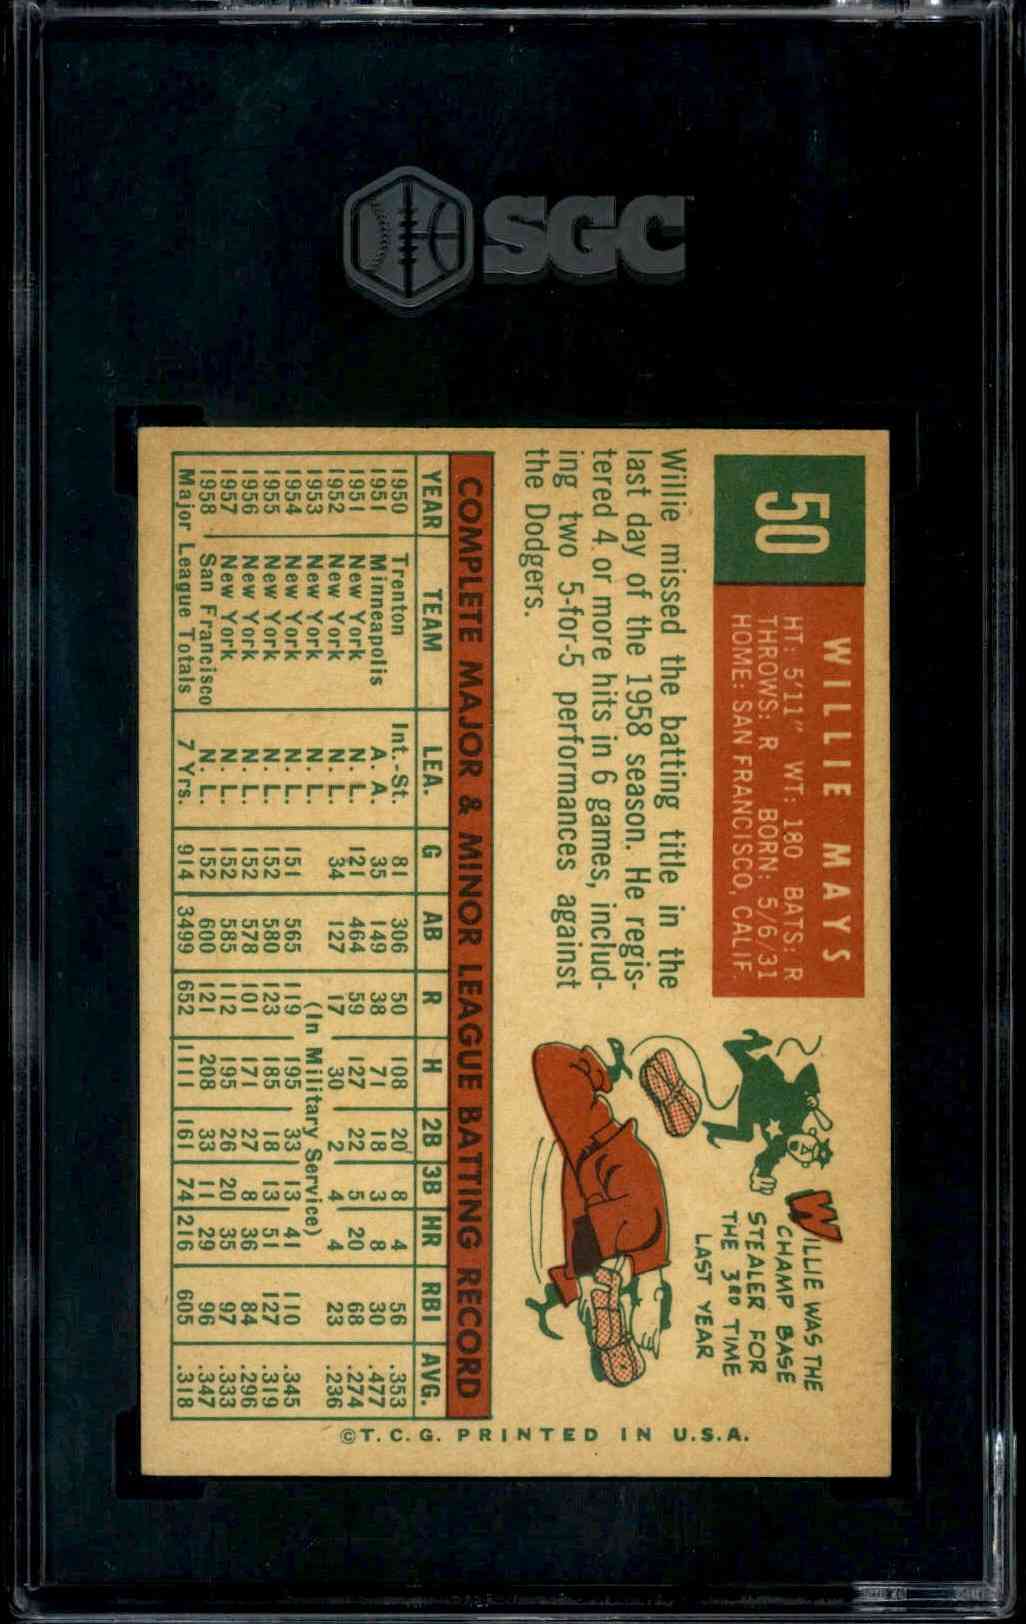 SGC
50
WILLIE MAYS
HT: 5'11" WT: 180 BATS: R
THROWS: R BORN: 5/6/31
HOME: SAN FRANCISCO, CALIF.
Willie missed the batting title in the
last day of the 1958 season. He regis-
tered 4 or more hits in 6 games, includ-
ing two 5-for-5 performances against
the Dodgers.
WILLIE WAS THE
CHAMP BASE
STEALER FOR
THE 3RD TIME
LAST YEAR
COMPLETE MAJOR & MINOR LEAGUE BATTING RECORD
YEAR TEAM LEA. G AB R H 2B 3B HR RBI AVG.
1950 Trenton Int.-St. 81 306 50 108 20 8 4 56 .353
1951 Minneapolis A. A. 35 149 38 71 18 3 8 30 .477
1951 New York N. L. 121 464 59 127 22 5 20 68 .274
1952 New York N. L. 34 127 17 30 2 4 4 23 .236
1953 New York N. L. (In Military Service)
1954 New York N. L. 151 565 119 195 33 13 41 110 .345
1955 New York N. L. 152 580 123 185 18 13 51 127 .319
1956 New York N. L. 152 578 101 171 27 8 36 84 .296
1957 New York N. L. 152 585 112 195 26 20 35 97 .333
1958 San Francisco N. L. 152 600 121 208 33 11 29 96 .347
Major League Totals 7 Yrs. 914 3499 652 1111 161 74 216 605 .318
©T.C.G. PRINTED IN U.S.A.